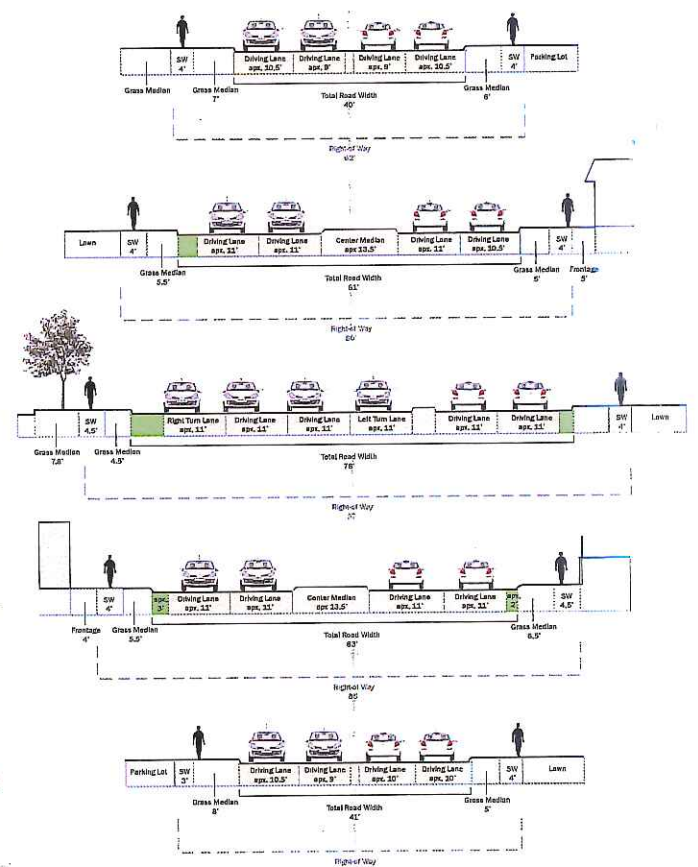 SW
4'
Driving Lane
apx. 10.5'
Driving Lane
apx. 9'
Driving Lane
apx. 9'
Driving Lane
apx. 10.5'
SW
4'
Parking Lot
Grass Median
Grass Median
7'
Total Road Width
40'
Grass Median
6'
Right-of Way
62'
Lawn
SW
4'
Driving Lane
apx. 11'
Driving Lane
apx. 11'
Center Median
apx 13.5'
Driving Lane
apx. 11'
Driving Lane
apx. 10.5'
SW
4'
Grass Median
5.5'
Total Road Width
61'
Grass Median
5'
Frontage
5'
Right-of Way
SW
4.5'
Right Turn Lane
apx. 11'
Driving Lane
apx. 11'
Driving Lane
apx. 11'
Left Turn Lane
apx. 11'
Driving Lane
apx. 11'
Driving Lane
apx. 11'
SW
4'
Lawn
Grass Median
7.8'
Grass Median
4.5'
Total Road Width
78'
Right-of Way
SW
4'
apx.
3'
Driving Lane
apx. 11'
Driving Lane
apx. 11'
Center Median
apx 13.5'
Driving Lane
apx. 11'
Driving Lane
apx. 11'
apx.
2'
SW
4.5'
Frontage
4'
Grass Median
5.5'
Total Road Width
63'
Grass Median
6.5'
Right-of Way
85'
Parking Lot
SW
3'
Driving Lane
apx. 10.5'
Driving Lane
apx. 9'
Driving Lane
apx. 10'
Driving Lane
apx. 10'
SW
4'
Lawn
Grass Median
8'
Total Road Width
41'
Grass Median
5'
Right-of Way